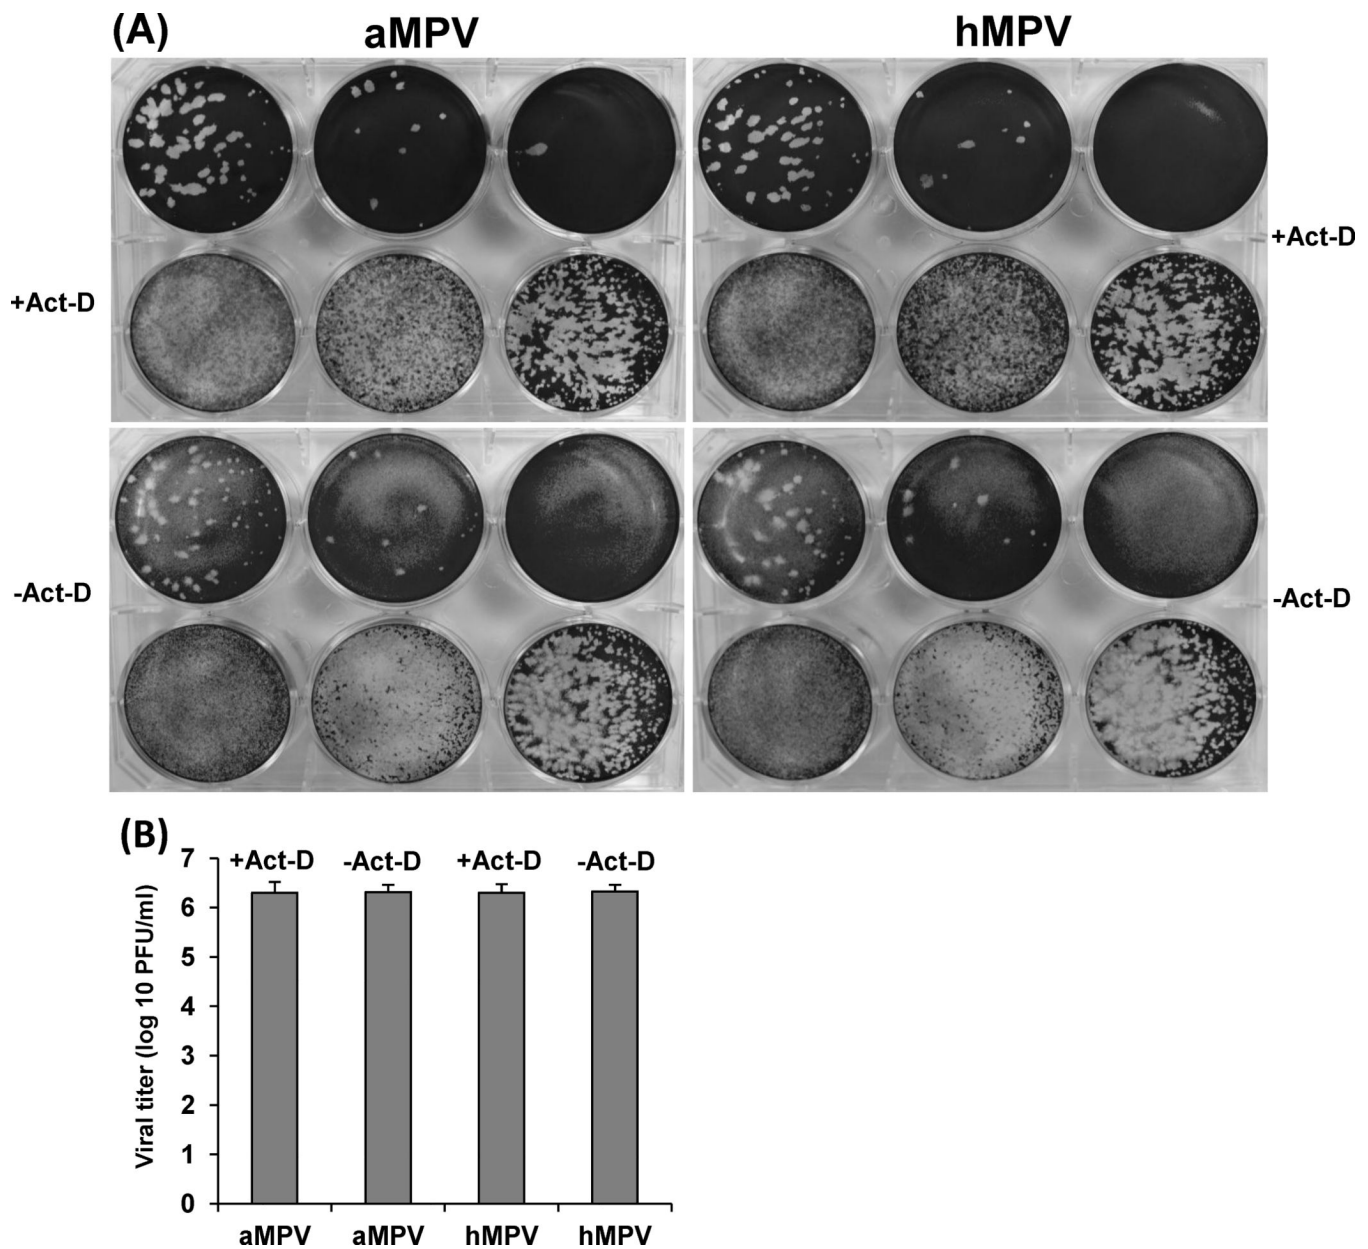 (A)
aMPV
hMPV
+Act-D
+Act-D
-Act-D
-Act-D
(B)
+Act-D
-Act-D
+Act-D
-Act-D
Viral titer (log 10 PFU/ml)
7
6
5
4
3
2
1
0
aMPV
aMPV
hMPV
hMPV